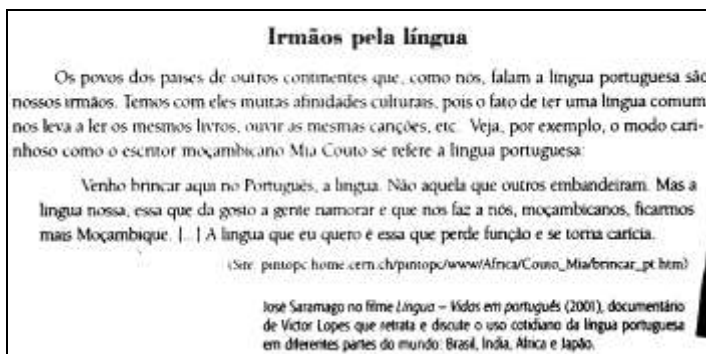 Irmãos pela língua
Os povos dos países de outros continentes que, como nós, falam a língua portuguesa são
nossos irmãos. Temos com eles muitas afinidades culturais, pois o fato de ter uma língua comum
nos leva a ler os mesmos livros, ouvir as mesmas canções, etc. Veja, por exemplo, o modo cari-
nhoso como o escritor moçambicano Mia Couto se refere à língua portuguesa:
Venho brincar aqui no Português, a língua. Não aquela que outros embandeiram. Mas a
língua nossa, essa que dá gosto a gente namorar e que nos faz a nós, moçambicanos, ficarmos
mais Moçambique. [...] A língua que eu quero é essa que perde função e se torna carícia.
(Site: pintopc.home.cern.ch/pintopc/www/Africa/Couto_Mia/brincar_pt.htm)
José Saramago no filme Língua – Vidas em português (2001), documentário
de Victor Lopes que retrata e discute o uso cotidiano da língua portuguesa
em diferentes partes do mundo: Brasil, Índia, África e Japão.